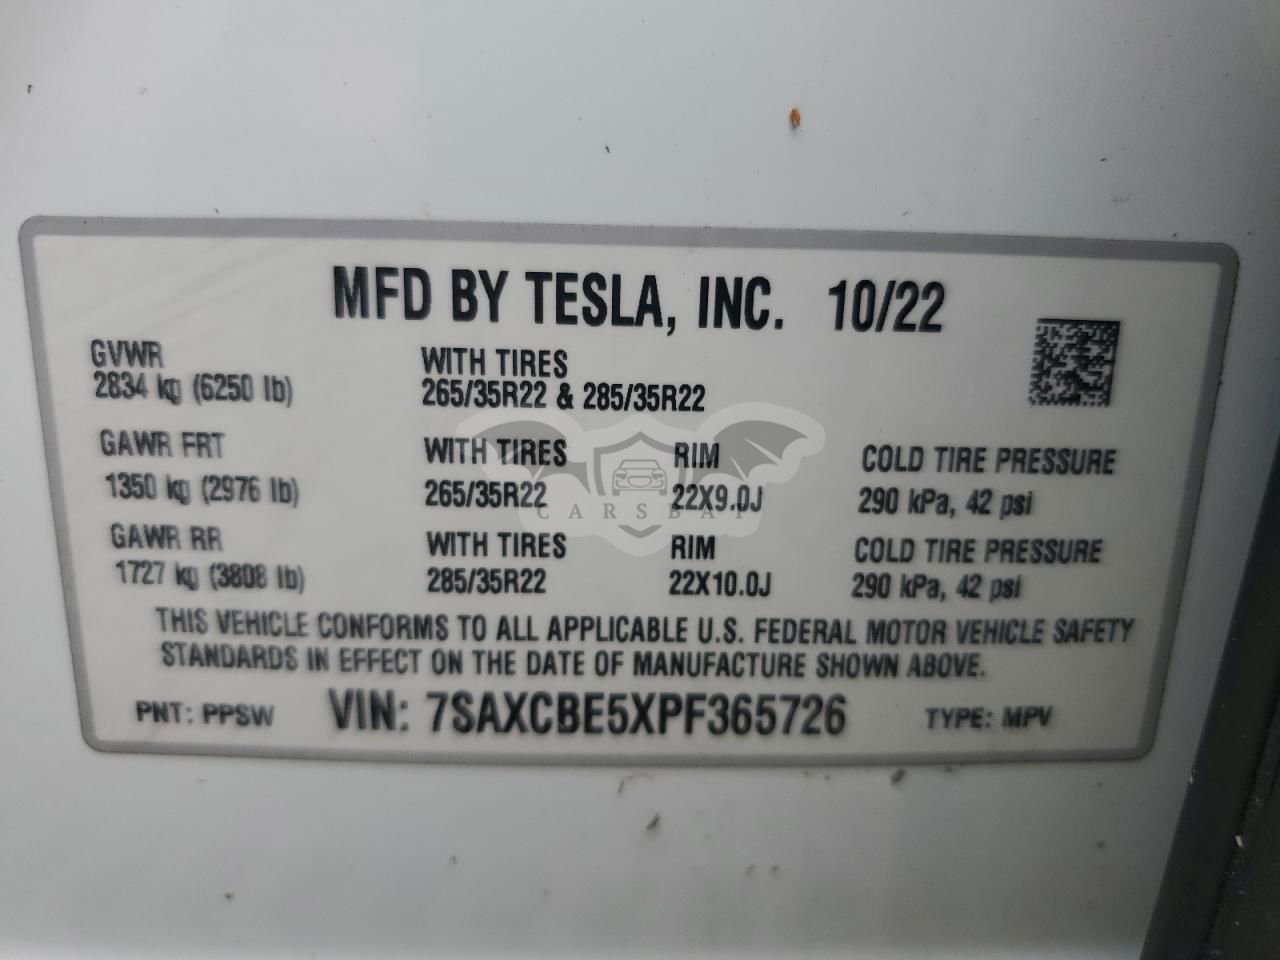 MFD BY TESLA, INC. 10/22
GVWR WITH TIRES
2834 kg (6250 lb) 265/35R22 & 285/35R22
GAWR FRT WITH TIRES RIM COLD TIRE PRESSURE
1350 kg (2976 lb) 265/35R22 22X9.0J 290 kPa, 42 psi
CARSBAT
GAWR RR WITH TIRES RIM COLD TIRE PRESSURE
1727 kg (3808 lb) 285/35R22 22X10.0J 290 kPa, 42 psi
THIS VEHICLE CONFORMS TO ALL APPLICABLE U.S. FEDERAL MOTOR VEHICLE SAFETY
STANDARDS IN EFFECT ON THE DATE OF MANUFACTURE SHOWN ABOVE.
PNT: PPSW VIN: 7SAXCBE5XPF365726 TYPE: MPV